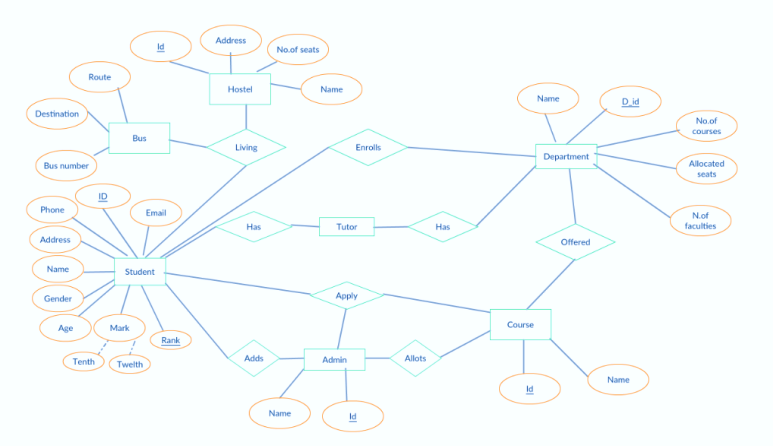 Id
Address
No.of seats
Hostel
Name
Route
Destination
Bus
Bus number
Living
Enrolls
Name
D_id
No.of
courses
Department
Allocated
seats
N.of
faculties
ID
Phone
Email
Address
Has
Tutor
Has
Offered
Name
Student
Gender
Apply
Age
Mark
Rank
Course
Tenth
Twelth
Adds
Admin
Allots
Name
Id
Id
Name